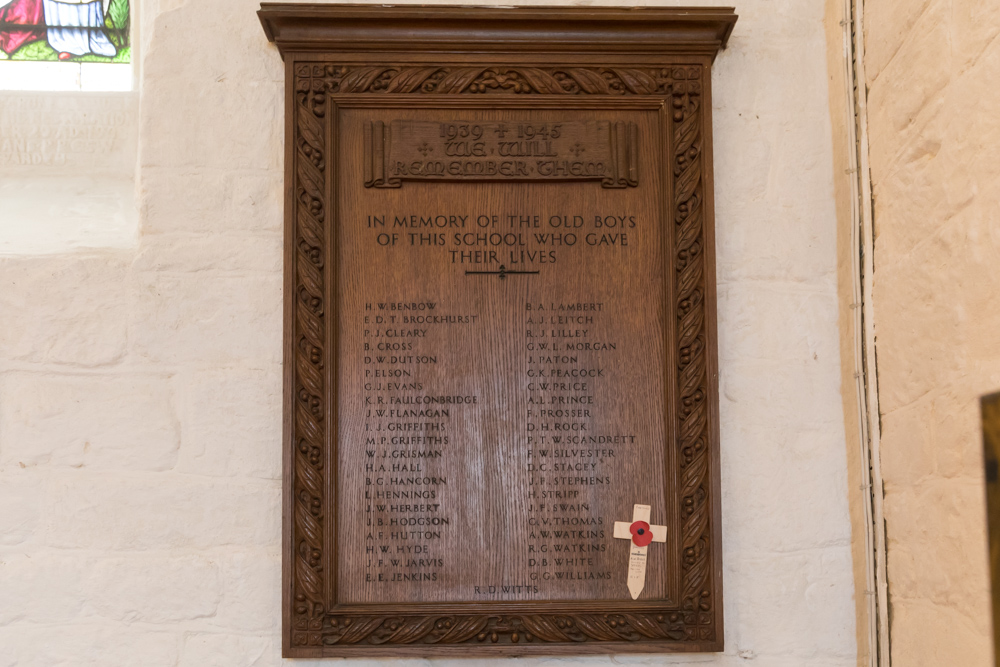 1939 + 1945
WE · WILL
REMEMBER · THEM
IN MEMORY OF THE OLD BOYS
OF THIS SCHOOL WHO GAVE
THEIR LIVES
H.W. BENBOW
E.D.T. BROCKHURST
P.J. CLEARY
B. CROSS
D.W. DUTSON
P. ELSON
G.J. EVANS
K.R. FAULCONBRIDGE
J.W. FLANAGAN
I.J. GRIFFITHS
M.P. GRIFFITHS
W.J. GRISMAN
H.A. HALL
B.G. HANCORN
L. HENNINGS
J.W. HERBERT
J.B. HODGSON
A.F. HUTTON
H.W. HYDE
J.F.W. JARVIS
E.E. JENKINS
B.A. LAMBERT
A.J. LEITCH
R.J. LILLEY
G.W.L. MORGAN
J. PATON
G.K. PEACOCK
C.W. PRICE
A.L. PRINCE
F. PROSSER
D.H. ROCK
P.T.W. SCANDRETT
F.W. SILVESTER
D.C. STACEY
J.F. STEPHENS
H. STRIPP
J.F. SWAIN
C.V. THOMAS
A.W. WATKINS
R.G. WATKINS
D.B. WHITE
G.G. WILLIAMS
R.D. WITTS